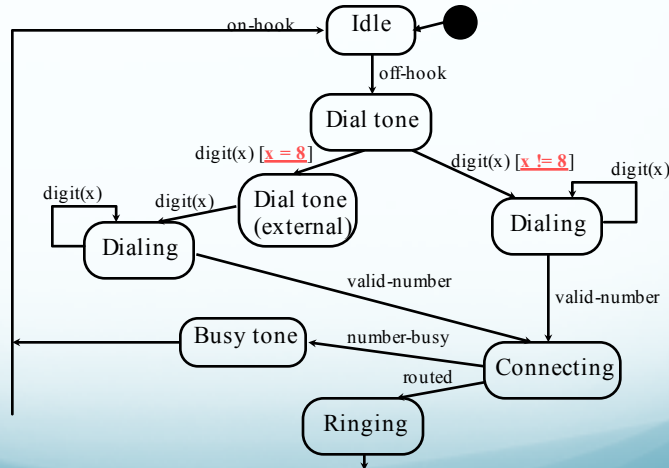 on-hook
Idle
off-hook
Dial tone
digit(x) [x = 8]
digit(x) [x != 8]
digit(x)
digit(x)
digit(x)
Dial tone
(external)
Dialing
Dialing
valid-number
valid-number
Busy tone
number-busy
Connecting
routed
Ringing